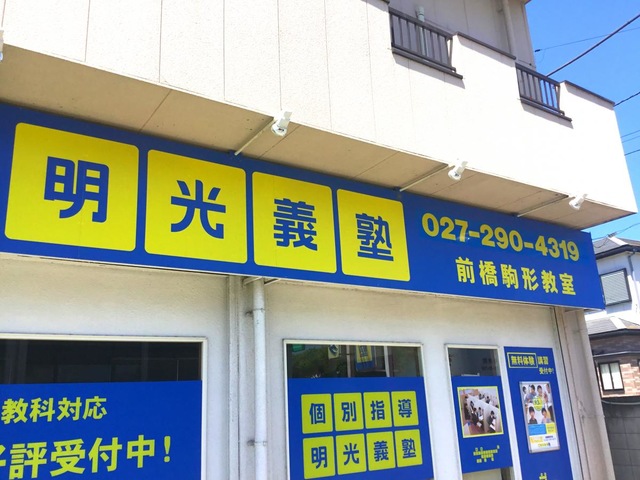 明光義塾
027-290-4319
前橋駒形教室
教科対応
評受付中!
個別指導
明光義塾
無料体験 講習
受付中!